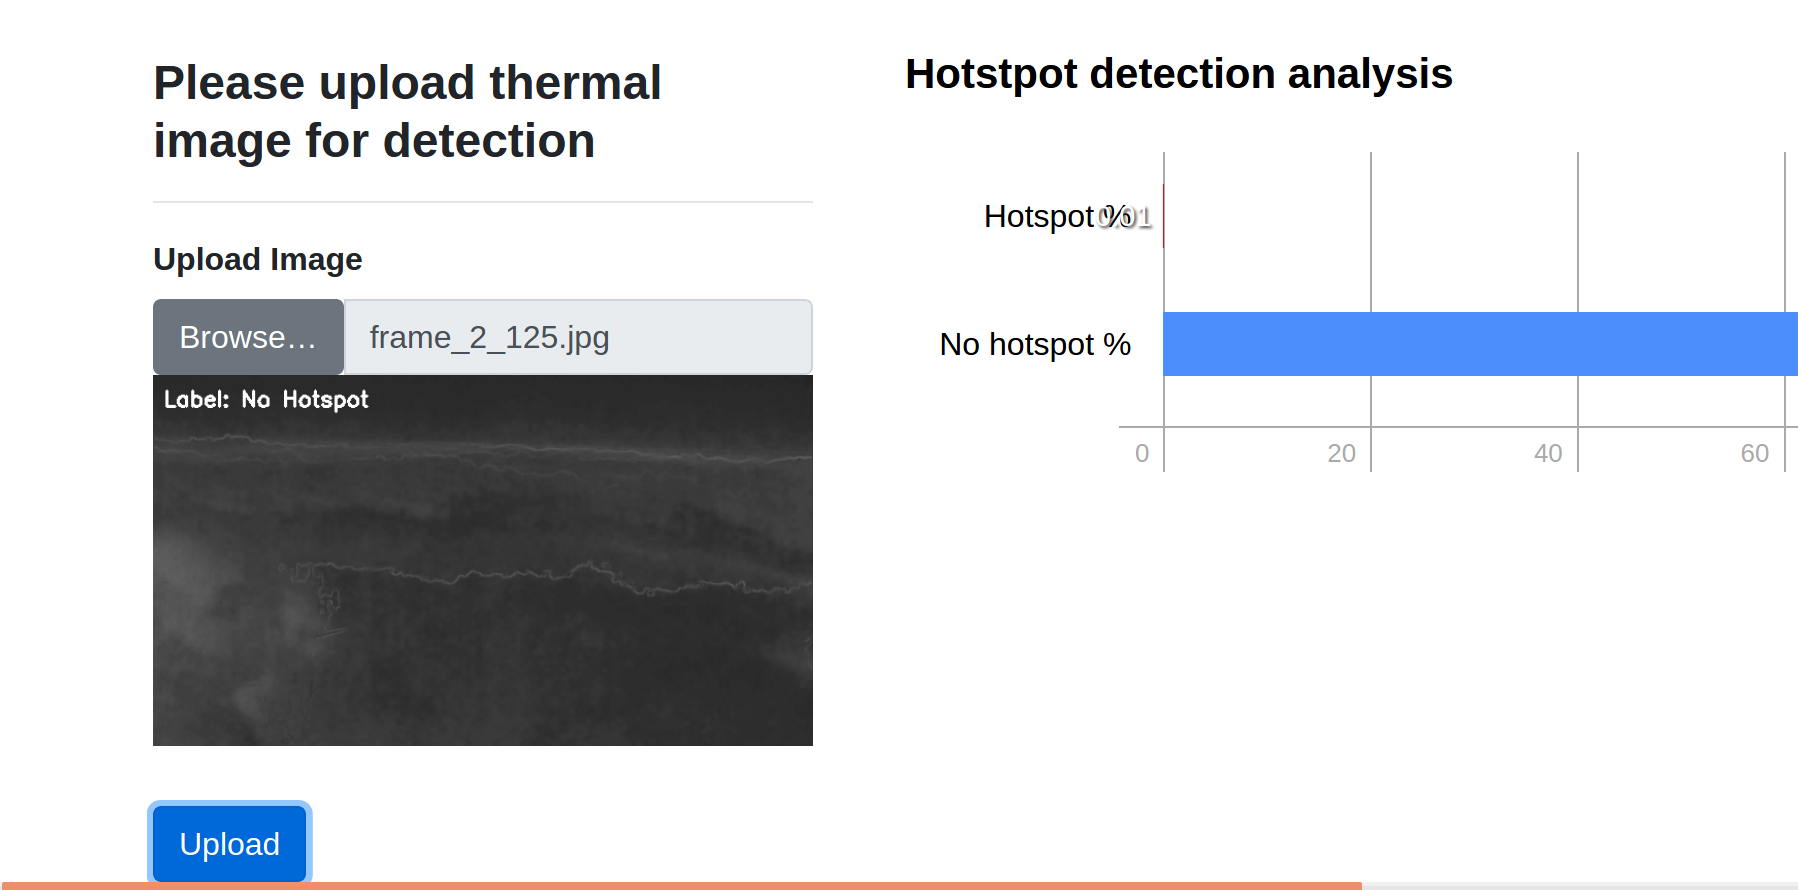 Please upload thermal
image for detection
Upload Image
Browse...
frame_2_125.jpg
Label: No Hotspot
Upload
Hotstpot detection analysis
Hotspot %
0.01
No hotspot %
0
20
40
60